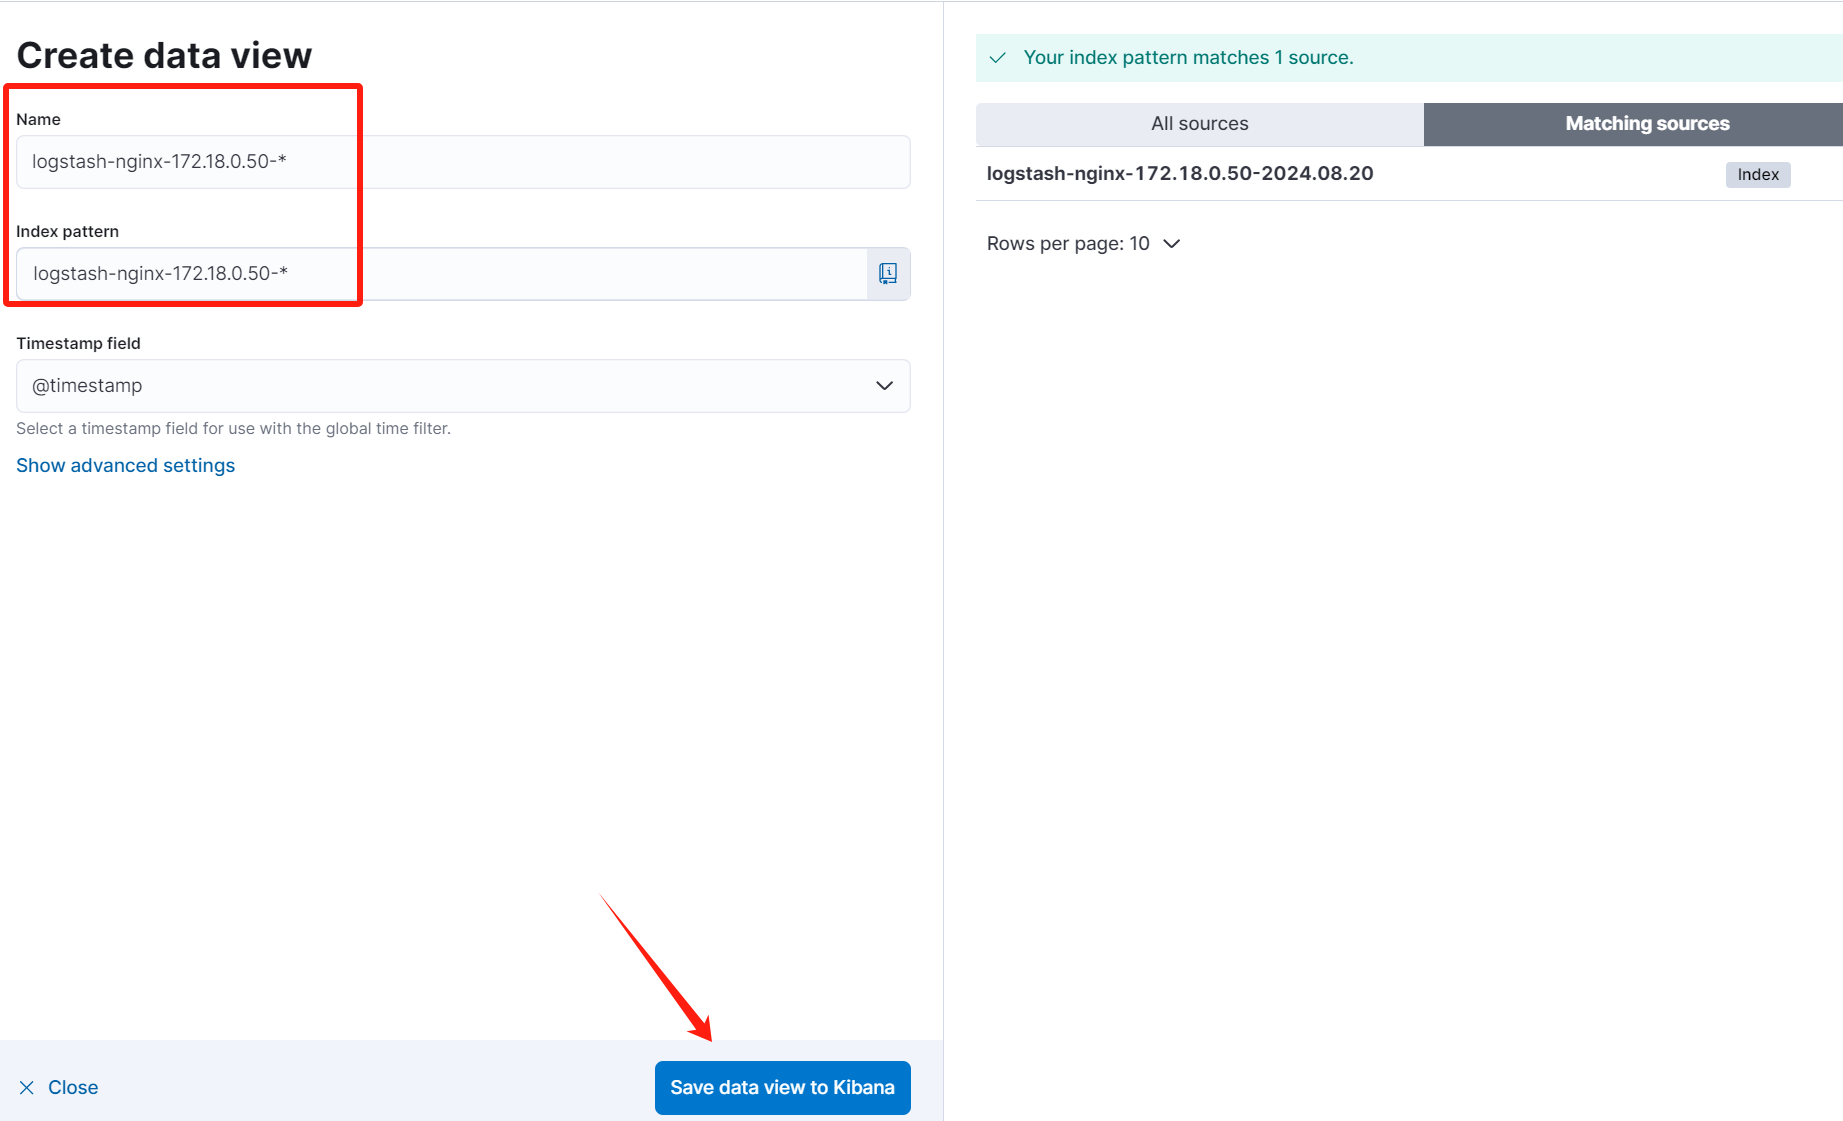 Create data view
Name
logstash-nginx-172.18.0.50-*
Index pattern
logstash-nginx-172.18.0.50-*
Timestamp field
@timestamp
Select a timestamp field for use with the global time filter.
Show advanced settings
Close
Save data view to Kibana
Your index pattern matches 1 source.
All sources
Matching sources
logstash-nginx-172.18.0.50-2024.08.20
Index
Rows per page: 10